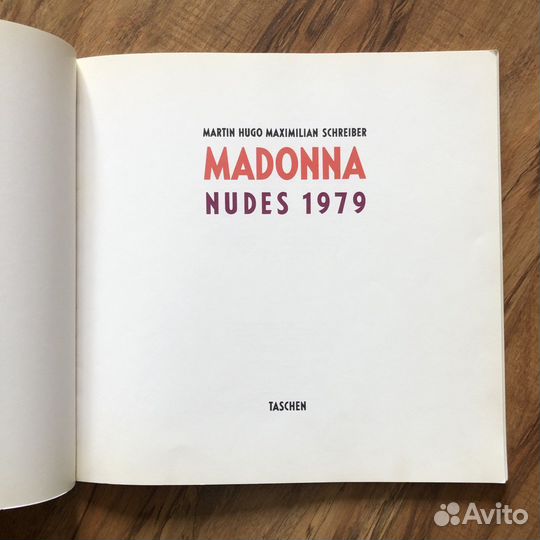 MARTIN HUGO MAXIMILIAN SCHREIBER
MADONNA
NUDES 1979
TASCHEN
Avito